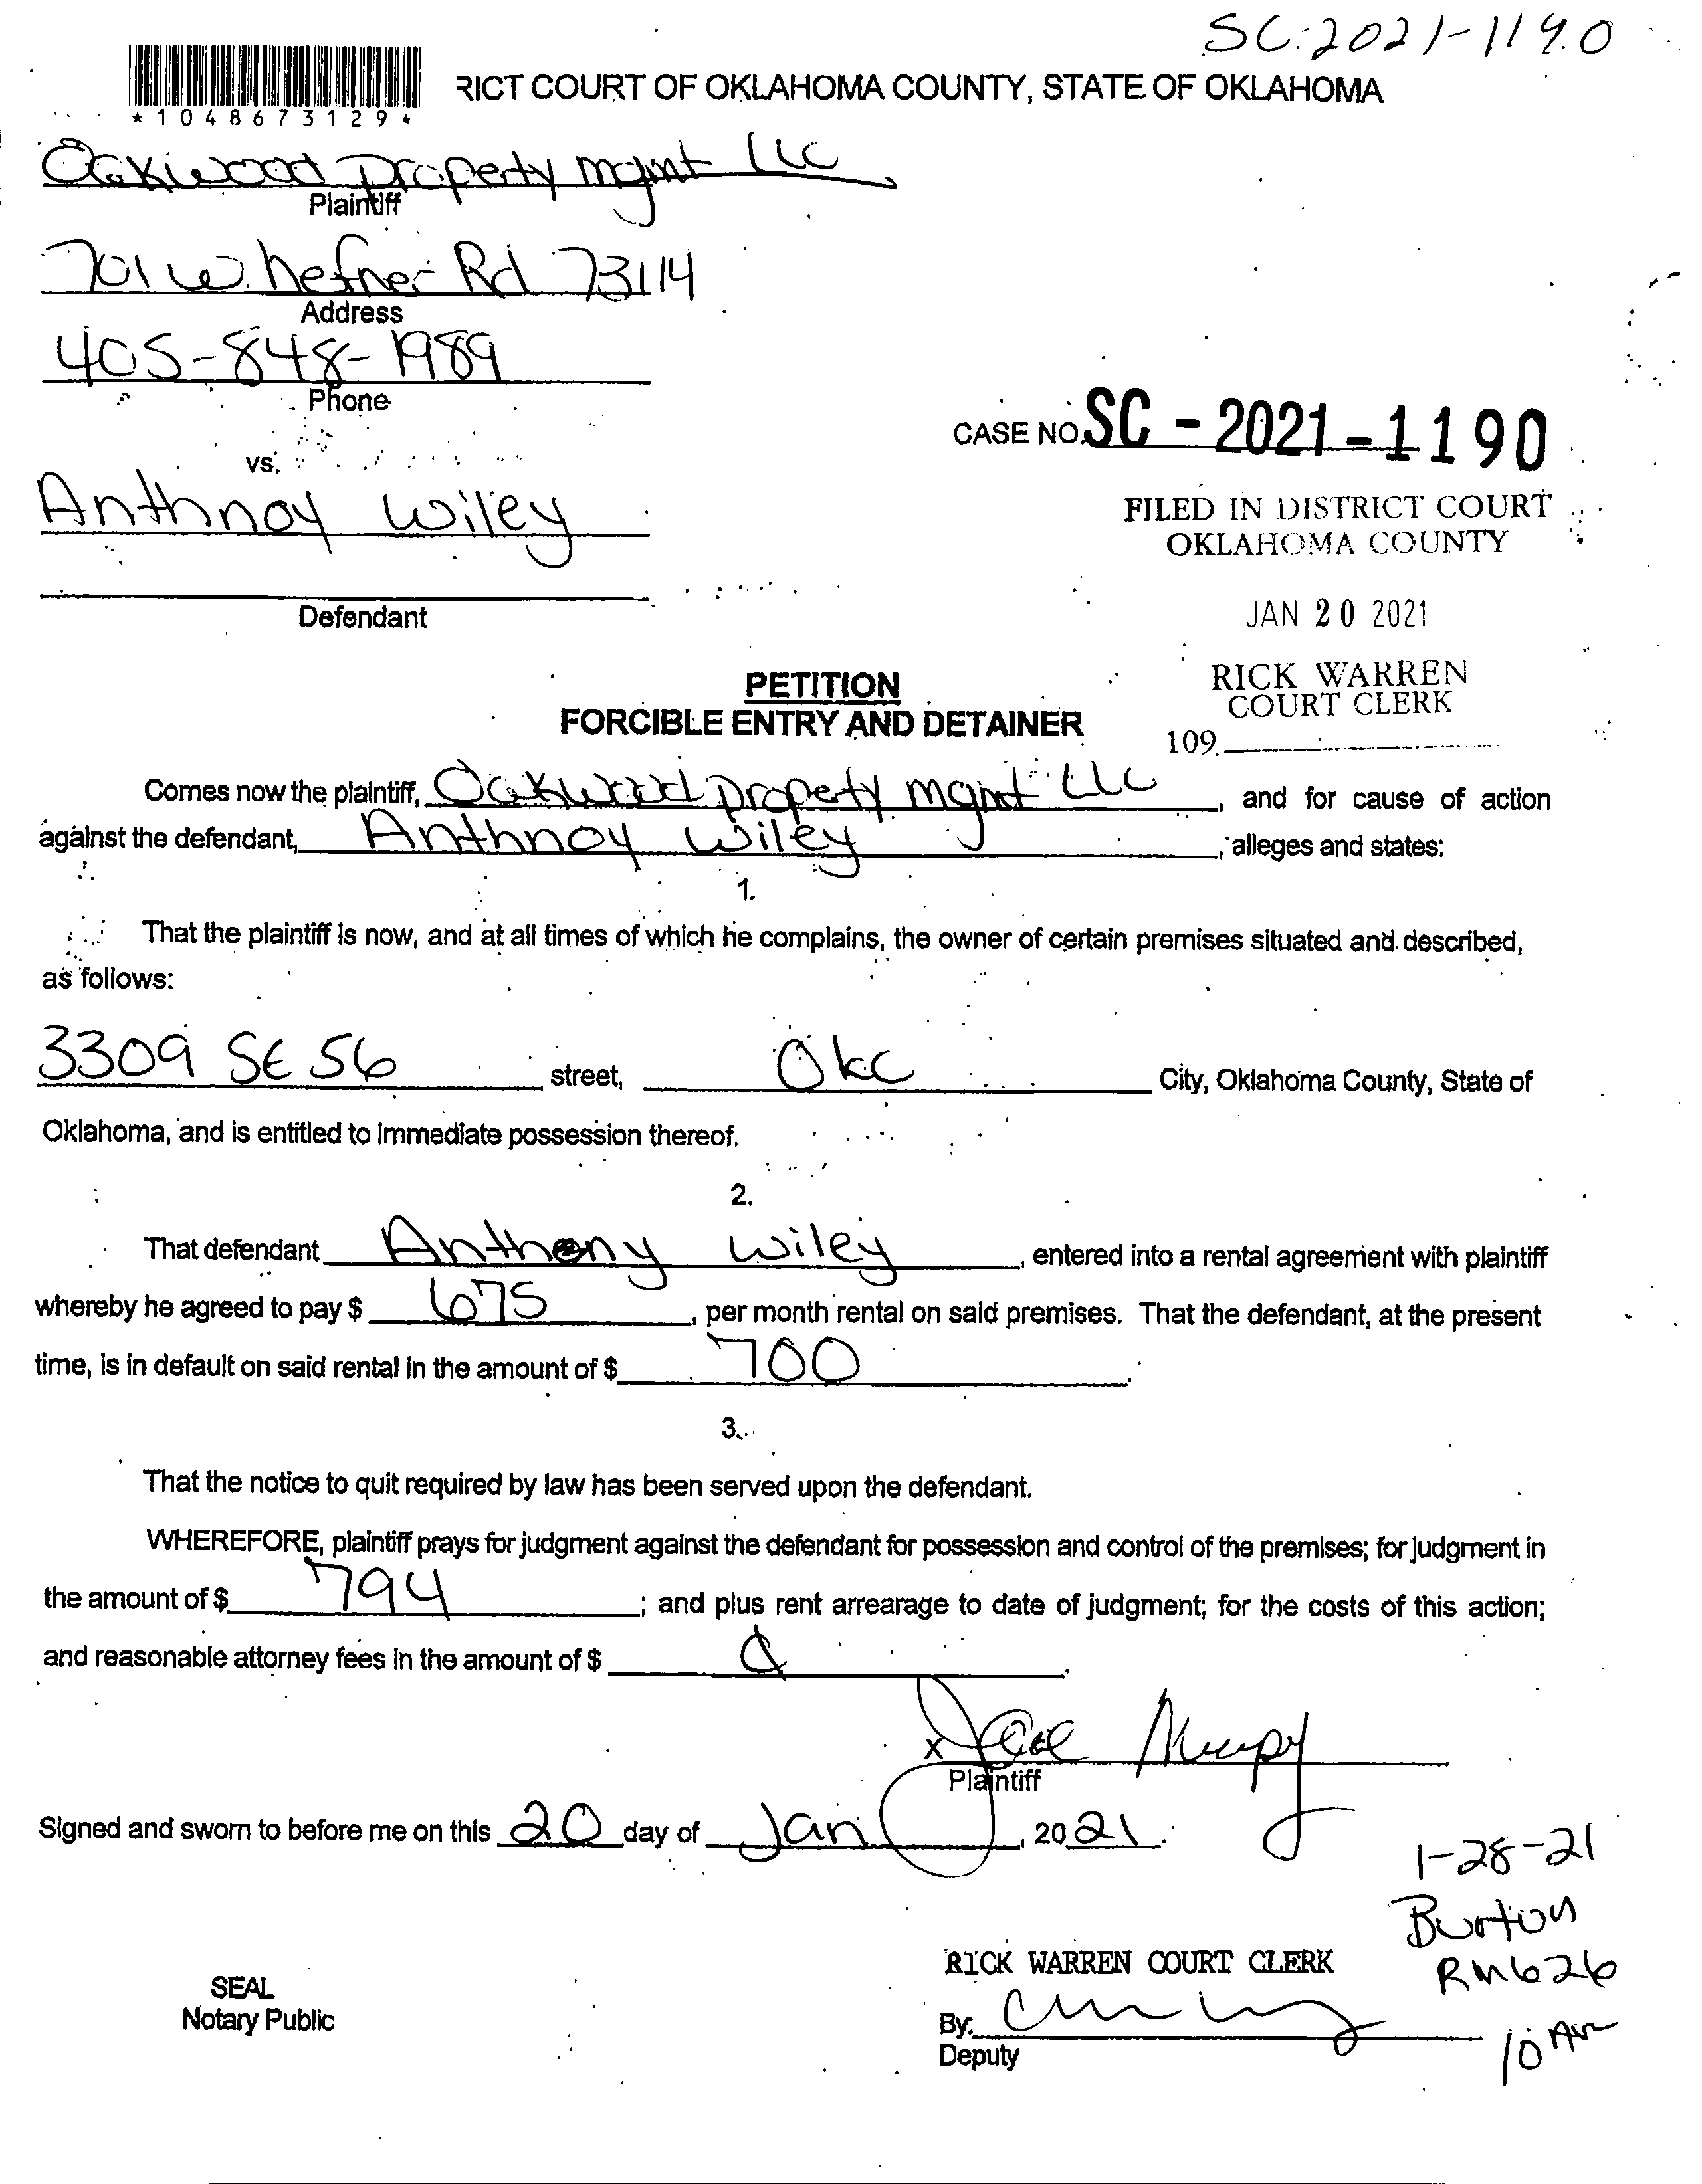 SC-2021-1190
*1048673129*
RICT COURT OF OKLAHOMA COUNTY, STATE OF OKLAHOMA
Oakwood property mgmt LLC
Plaintiff
701 W. hefner Rd 73114
Address
405-848-1989
Phone
CASE NO. SC - 2021 - 1190
vs.
Anthnoy Wiley
FILED IN DISTRICT COURT
OKLAHOMA COUNTY
Defendant
JAN 20 2021
PETITION
RICK WARREN
COURT CLERK
FORCIBLE ENTRY AND DETAINER
109.
Comes now the plaintiff, Oakwood property mgmt LLC, and for cause of action
against the defendant, Anthnoy Wiley, alleges and states:
1.
That the plaintiff is now, and at all times of which he complains, the owner of certain premises situated and described,
as follows:
3309 SE 56 street, Okc City, Oklahoma County, State of
Oklahoma, and is entitled to immediate possession thereof.
2.
That defendant Anthony Wiley, entered into a rental agreement with plaintiff
whereby he agreed to pay $ 675, per month rental on said premises. That the defendant, at the present
time, is in default on said rental in the amount of $ 700.
3.
That the notice to quit required by law has been served upon the defendant.
WHEREFORE, plaintiff prays for judgment against the defendant for possession and control of the premises; for judgment in
the amount of $ 794; and plus rent arrearage to date of judgment; for the costs of this action;
and reasonable attorney fees in the amount of $
X
Plaintiff
Signed and sworn to before me on this 20 day of Jan, 2021.
1-28-21
Burton
RM 626
10 AM
RICK WARREN COURT CLERK
SEAL
Notary Public
By:
Deputy